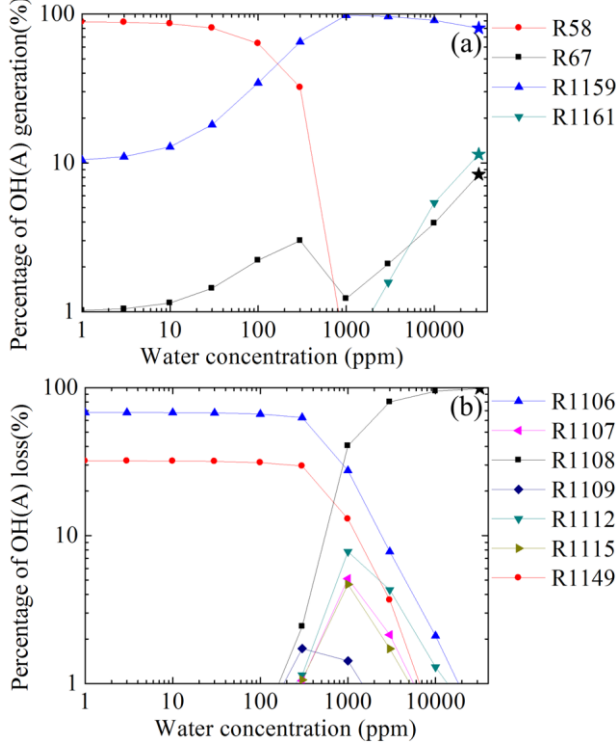 Percentage of OH(A) generation(%)
100
10
1
(a)
R58
R67
R1159
R1161
1 10 100 1000 10000
Water concentration (ppm)
Percentage of OH(A) loss(%)
100
10
1
(b)
R1106
R1107
R1108
R1109
R1112
R1115
R1149
1 10 100 1000 10000
Water concentration (ppm)